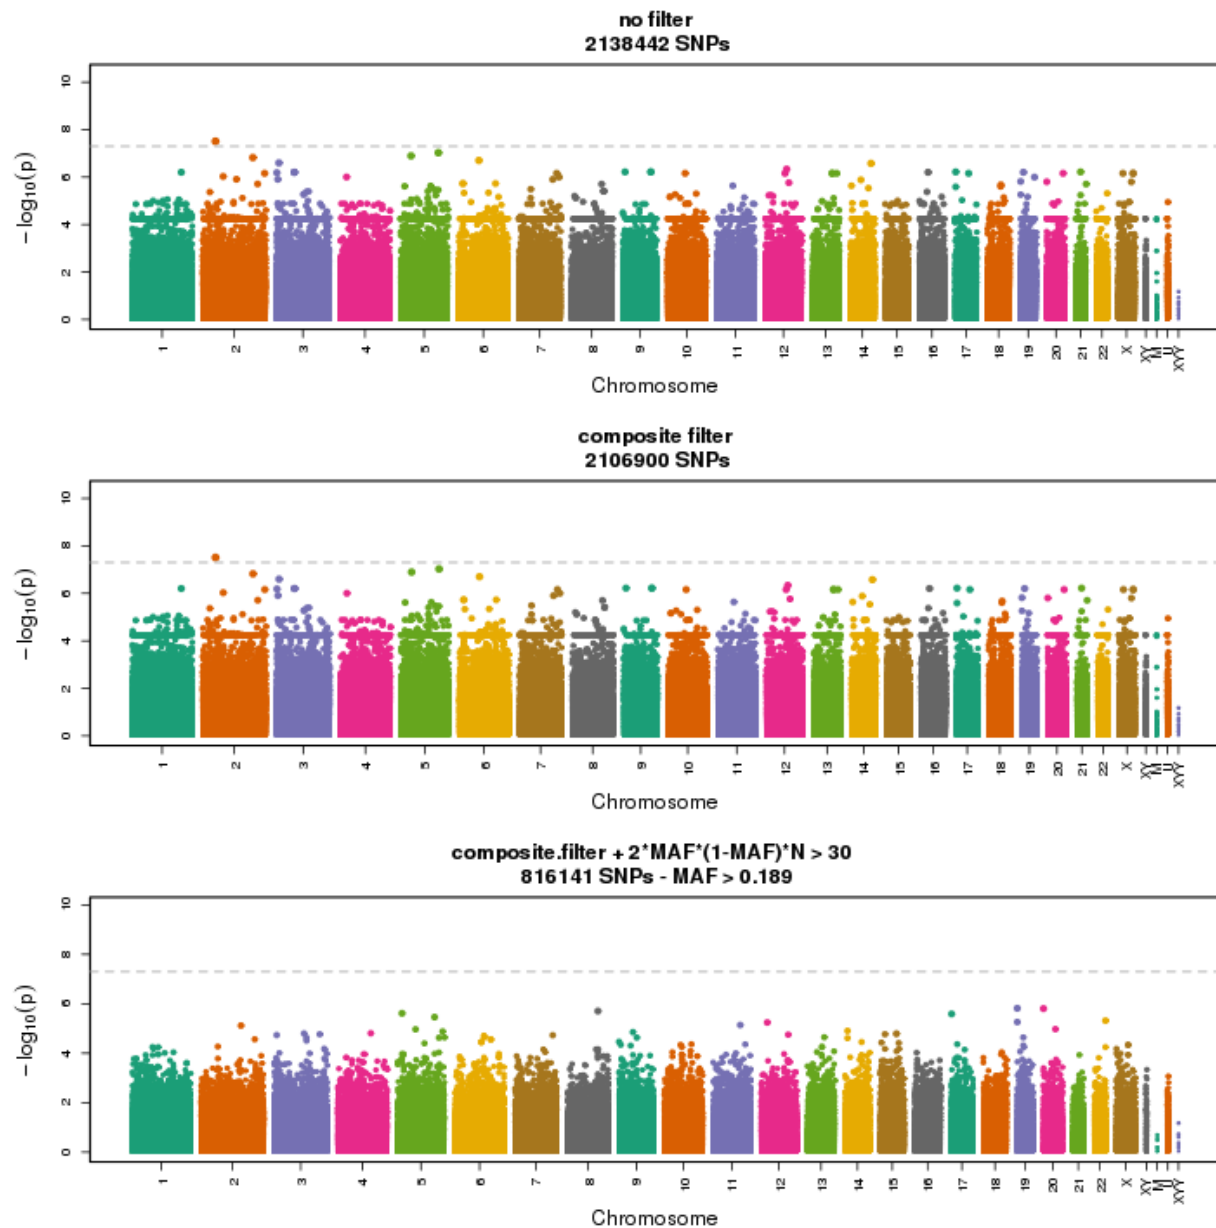 no filter
2138442 SNPs
10
8
6
4
2
0
−log10(p)
1 2 3 4 5 6 7 8 9 10 11 12 13 14 15 16 17 18 19 20 21 22 X XY M U XYY
Chromosome
composite filter
2106900 SNPs
10
8
6
4
2
0
−log10(p)
1 2 3 4 5 6 7 8 9 10 11 12 13 14 15 16 17 18 19 20 21 22 X XY M U XYY
Chromosome
composite.filter + 2*MAF*(1-MAF)*N > 30
816141 SNPs - MAF > 0.189
10
8
6
4
2
0
−log10(p)
1 2 3 4 5 6 7 8 9 10 11 12 13 14 15 16 17 18 19 20 21 22 X XY M U XYY
Chromosome